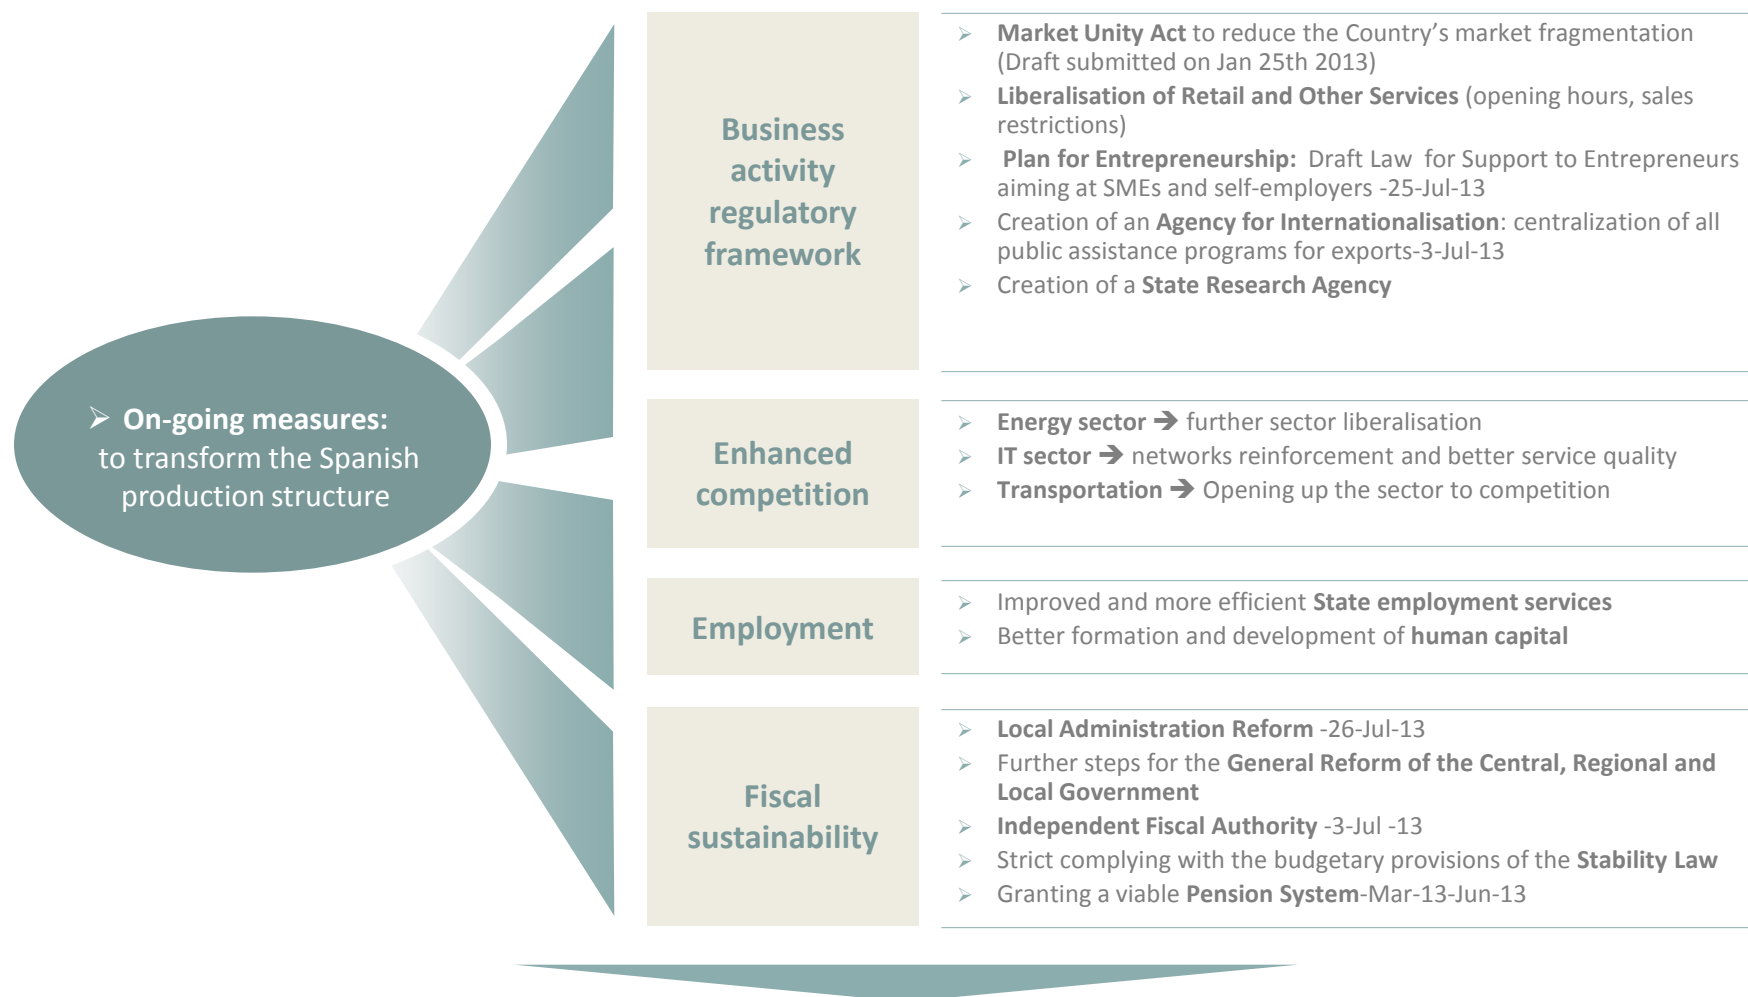 ➢ On-going measures:
to transform the Spanish
production structure
Business
activity
regulatory
framework
➢ Market Unity Act to reduce the Country's market fragmentation
(Draft submitted on Jan 25th 2013)
➢ Liberalisation of Retail and Other Services (opening hours, sales
restrictions)
➢ Plan for Entrepreneurship: Draft Law for Support to Entrepreneurs
aiming at SMEs and self-employers -25-Jul-13
➢ Creation of an Agency for Internationalisation: centralization of all
public assistance programs for exports-3-Jul-13
➢ Creation of a State Research Agency
Enhanced
competition
➢ Energy sector ➔ further sector liberalisation
➢ IT sector ➔ networks reinforcement and better service quality
➢ Transportation ➔ Opening up the sector to competition
Employment
➢ Improved and more efficient State employment services
➢ Better formation and development of human capital
Fiscal
sustainability
➢ Local Administration Reform -26-Jul-13
➢ Further steps for the General Reform of the Central, Regional and
Local Government
➢ Independent Fiscal Authority -3-Jul -13
➢ Strict complying with the budgetary provisions of the Stability Law
➢ Granting a viable Pension System-Mar-13-Jun-13